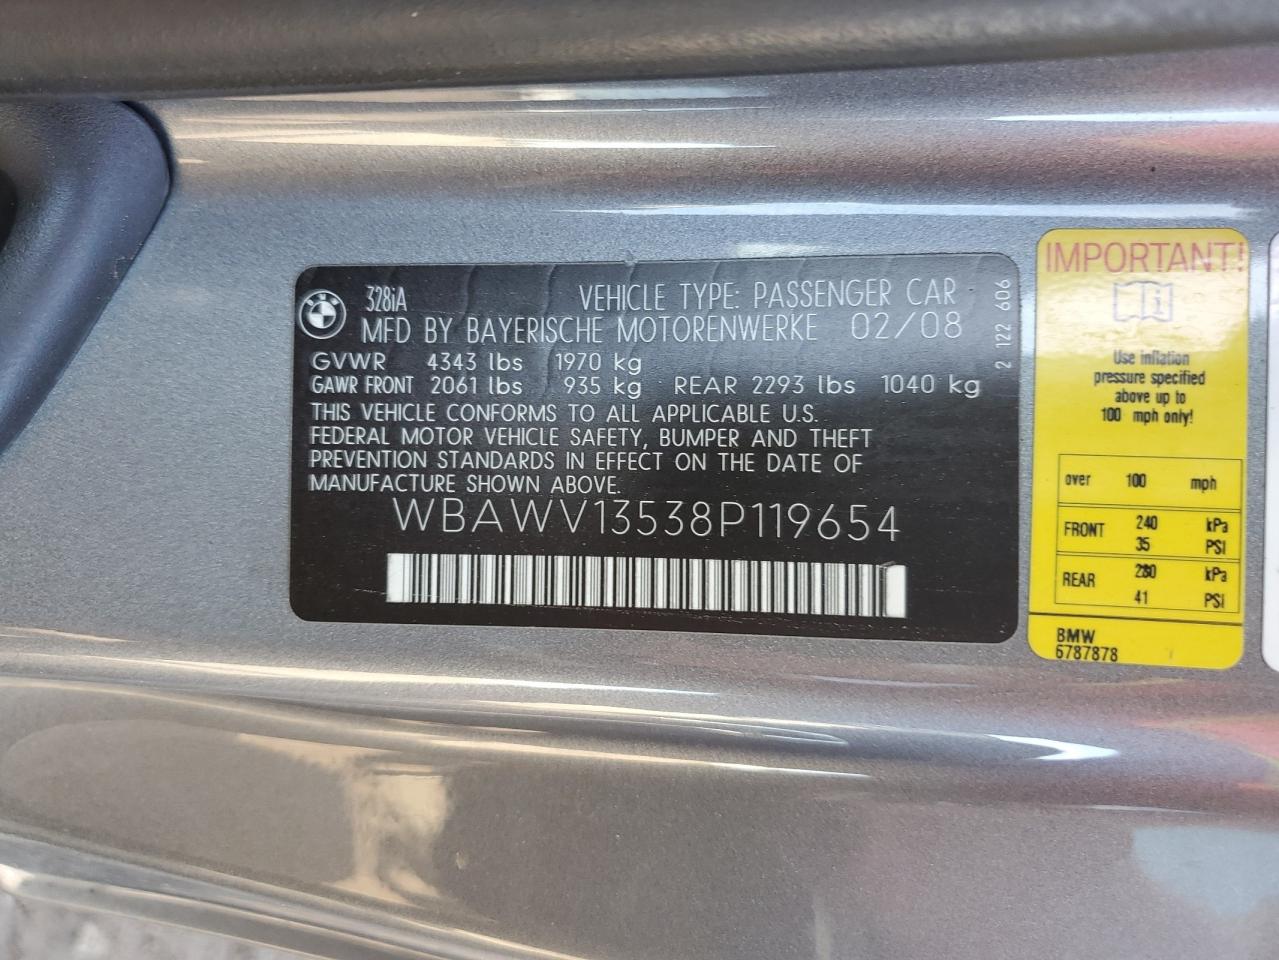 BMW
328iA
VEHICLE TYPE: PASSENGER CAR
MFD BY BAYERISCHE MOTORENWERKE 02/08
GVWR 4343 lbs 1970 kg
GAWR FRONT 2061 lbs 935 kg REAR 2293 lbs 1040 kg
THIS VEHICLE CONFORMS TO ALL APPLICABLE U.S.
FEDERAL MOTOR VEHICLE SAFETY, BUMPER AND THEFT
PREVENTION STANDARDS IN EFFECT ON THE DATE OF
MANUFACTURE SHOWN ABOVE.
WBAWV13538P119654
2 122 606
IMPORTANT!
Use inflation
pressure specified
above up to
100 mph only!
over 100 mph
FRONT 240 kPa
35 PSI
REAR 280 kPa
41 PSI
BMW
6787878